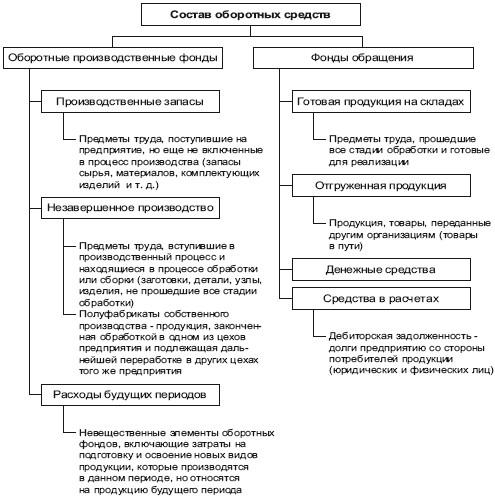 Состав оборотных средств
Оборотные производственные фонды
Производственные запасы
Предметы труда, поступившие на
предприятие, но еще не включенные
в процесс производства (запасы
сырья, материалов, комплектующих
изделий и т. д.)
Незавершенное производство
Предметы труда, вступившие в
производственный процесс и
находящиеся в процессе обработки
или сборки (заготовки, детали, узлы,
изделия, не прошедшие все стадии
обработки)
Полуфабрикаты собственного
производства - продукция, закончен-
ная обработкой в одном из цехов
предприятия и подлежащая даль-
нейшей переработке в других цехах
того же предприятия
Расходы будущих периодов
Невещественные элементы оборотных
фондов, включающие затраты на
подготовку и освоение новых видов
продукции, которые производятся
в данном периоде, но относятся
на продукцию будущего периода
Фонды обращения
Готовая продукция на складах
Предметы труда, прошедшие
все стадии обработки и готовые
для реализации
Отгруженная продукция
Продукция, товары, переданные
другим организациям (товары
в пути)
Денежные средства
Средства в расчетах
Дебиторская задолженность -
долги предприятию со стороны
потребителей продукции
(юридических и физических лиц)